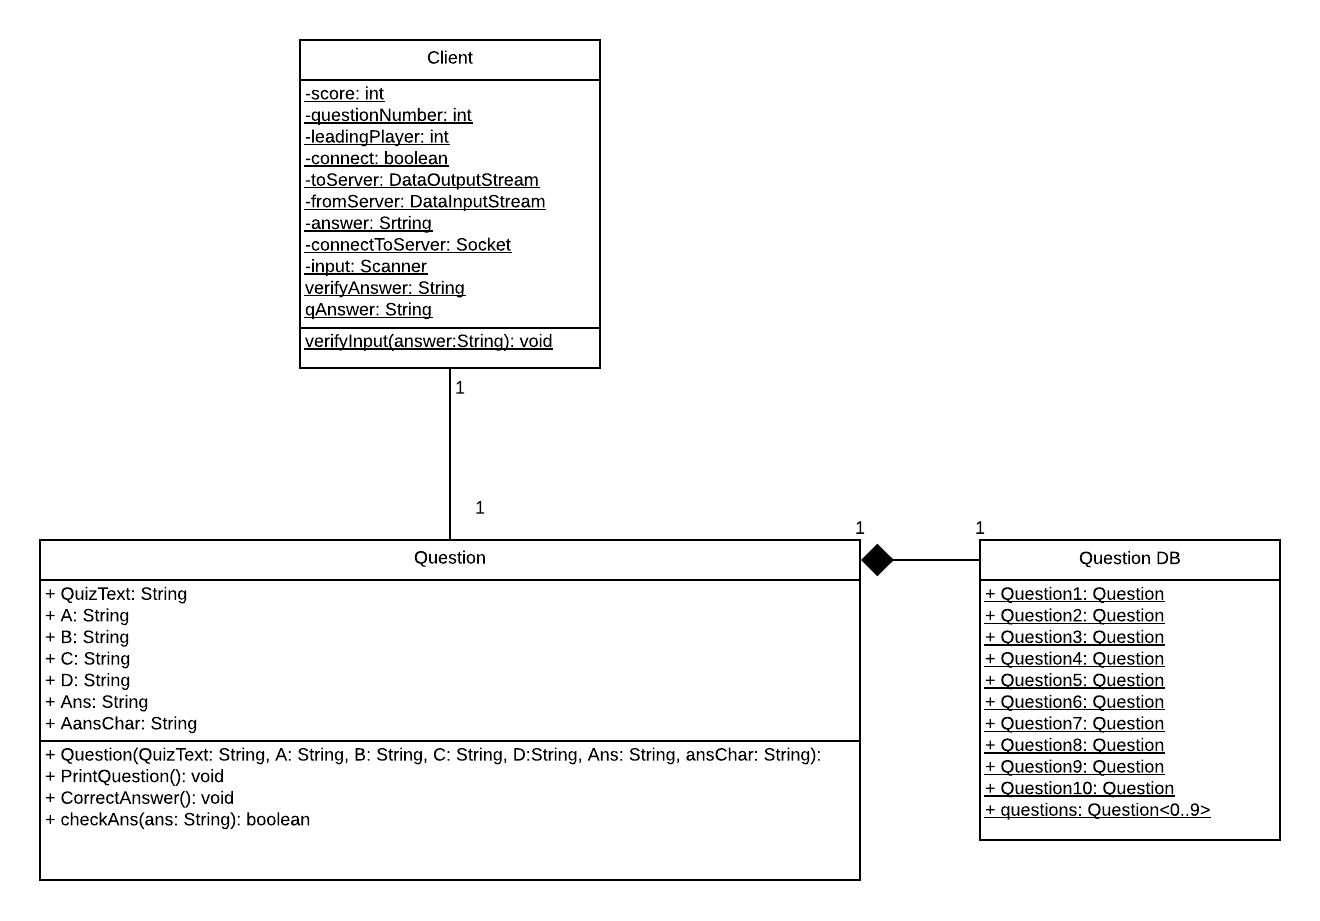 Client
-score: int
-questionNumber: int
-leadingPlayer: int
-connect: boolean
-toServer: DataOutputStream
-fromServer: DataInputStream
-answer: Srtring
-connectToServer: Socket
-input: Scanner
verifyAnswer: String
qAnswer: String
verifyInput(answer:String): void
1
1
1
1
Question
+ QuizText: String
+ A: String
+ B: String
+ C: String
+ D: String
+ Ans: String
+ AansChar: String
+ Question(QuizText: String, A: String, B: String, C: String, D:String, Ans: String, ansChar: String):
+ PrintQuestion(): void
+ CorrectAnswer(): void
+ checkAns(ans: String): boolean
Question DB
+ Question1: Question
+ Question2: Question
+ Question3: Question
+ Question4: Question
+ Question5: Question
+ Question6: Question
+ Question7: Question
+ Question8: Question
+ Question9: Question
+ Question10: Question
+ questions: Question<0..9>